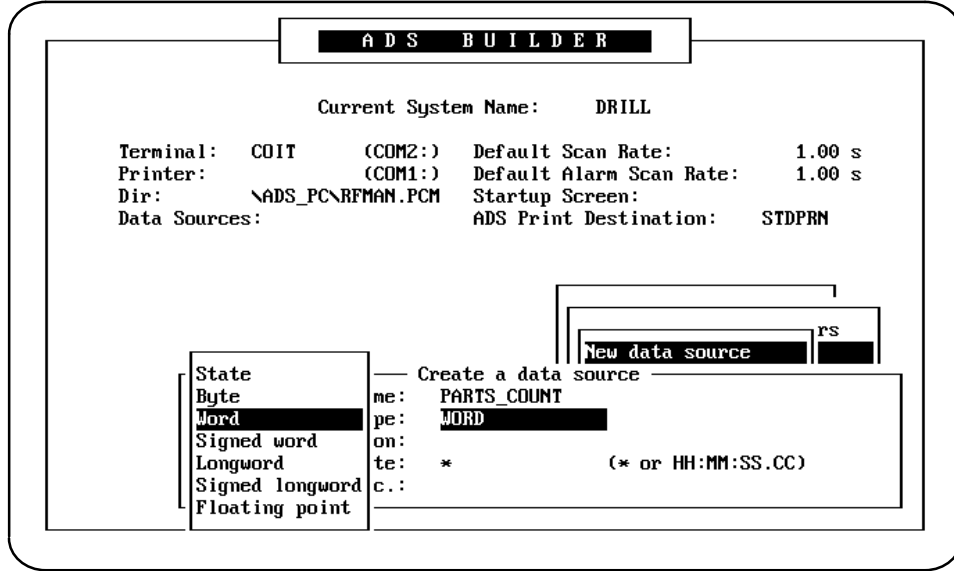 ADS BUILDER
Current System Name: DRILL
Terminal: COIT (COM2:) Default Scan Rate: 1.00 s
Printer: (COM1:) Default Alarm Scan Rate: 1.00 s
Dir: \ADS_PC\RFMAN.PCM Startup Screen:
Data Sources: ADS Print Destination: STDPRN
rs
New data source
State Create a data source
Byte me: PARTS_COUNT
Word pe: WORD
Signed word on:
Longword te: * (* or HH:MM:SS.CC)
Signed longword c.:
Floating point